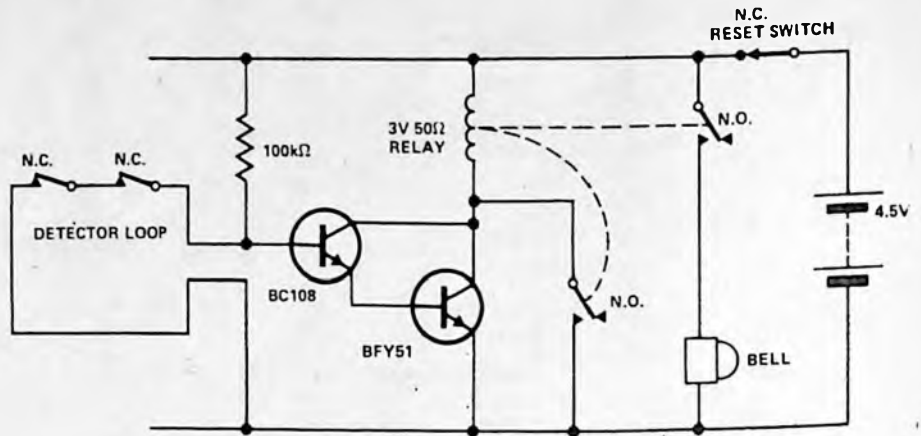 N.C.
RESET SWITCH
3V 50Ω
RELAY
N.O.
100kΩ
N.C.
N.C.
4.5V
DETECTOR LOOP
BC108
N.O.
BFY51
BELL